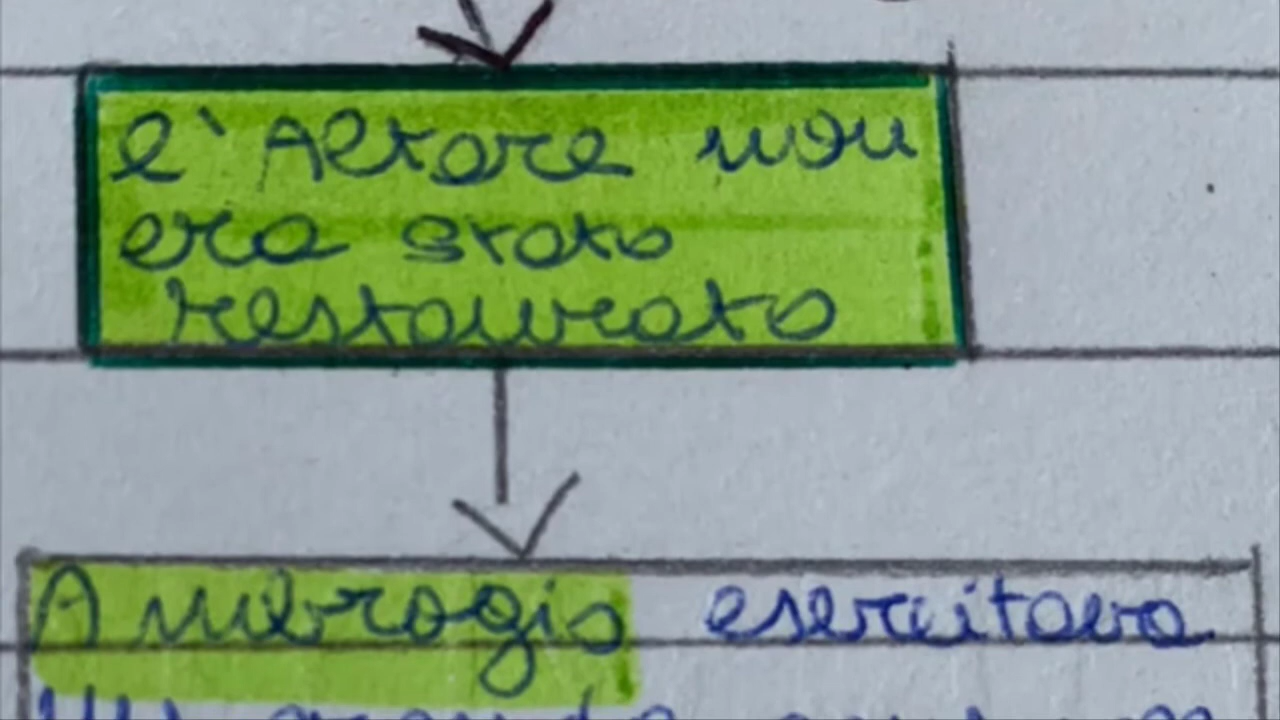 l'Altare non
era stato
restaurato
Ambrogio esercitava